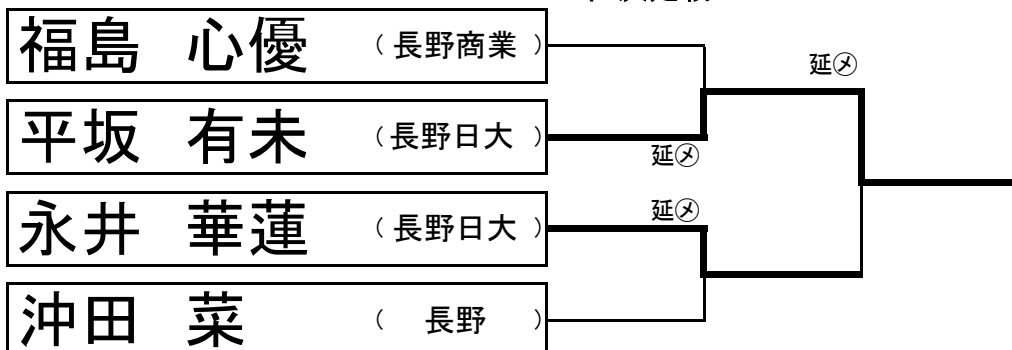 福島 心優 （長野商業）
延㋱
平坂 有未 （長野日大）
延㋱
永井 華蓮 （長野日大）
延㋱
沖田 菜 （ 長野 ）